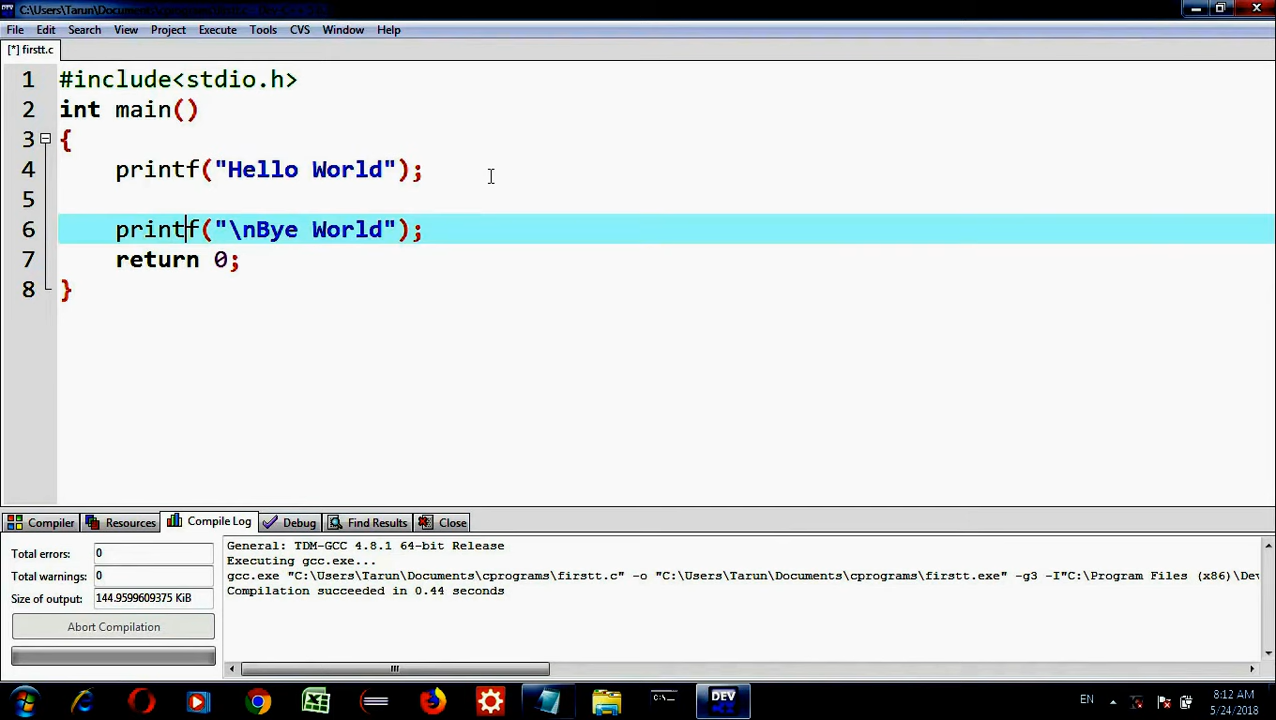 C:\Users\Tarun\Documents\
File Edit Search View Project Execute Tools CVS Window Help
[*] firstt.c
1 #include<stdio.h>
2 int main()
3 {
4 printf("Hello World");
5
6 printf("\nBye World");
7 return 0;
8 }
Compiler Resources Compile Log Debug Find Results Close
Total errors: 0
Total warnings: 0
Size of output: 144.9599609375 KiB
Abort Compilation
General: TDM-GCC 4.8.1 64-bit Release
Executing gcc.exe...
gcc.exe "C:\Users\Tarun\Documents\cprograms\firstt.c" -o "C:\Users\Tarun\Documents\cprograms\firstt.exe" -g3 -I"C:\Program Files (x86)\Dev
Compilation succeeded in 0.44 seconds
DEV
EN
8:12 AM
5/24/2018